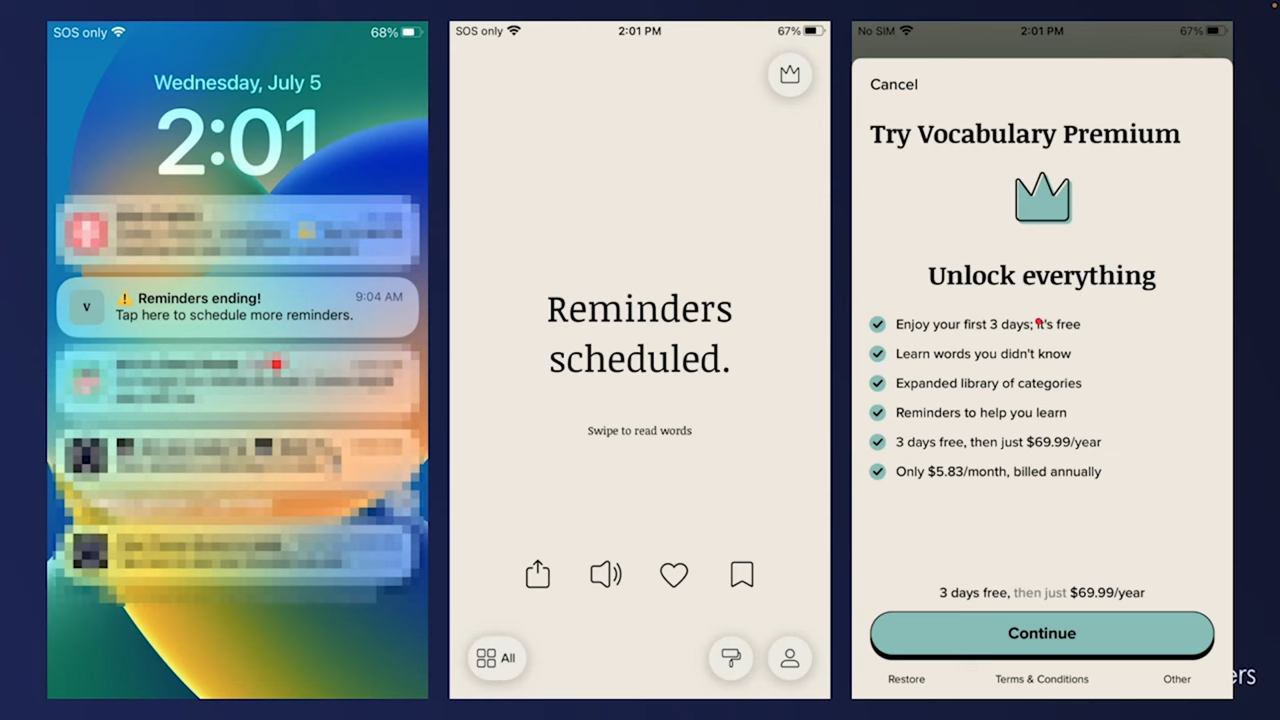 SOS only
68%
Wednesday, July 5
2:01
v
⚠️ Reminders ending!
9:04 AM
Tap here to schedule more reminders.
SOS only
2:01 PM
67%
Reminders
scheduled.
Swipe to read words
All
No SIM
2:01 PM
67%
Cancel
Try Vocabulary Premium
Unlock everything
Enjoy your first 3 days; it's free
Learn words you didn't know
Expanded library of categories
Reminders to help you learn
3 days free, then just $69.99/year
Only $5.83/month, billed annually
3 days free, then just $69.99/year
Continue
Restore
Terms & Conditions
Other